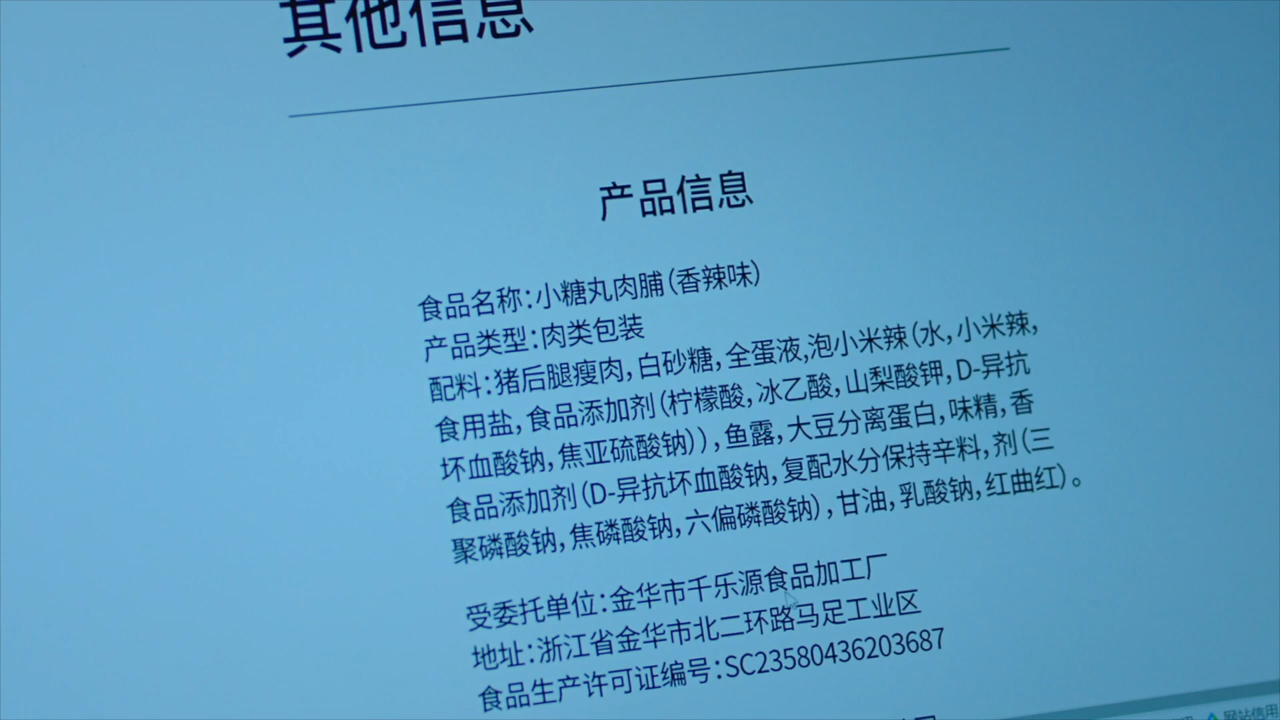 其他信息
产品信息
食品名称：小糖丸肉脯（香辣味）
产品类型：肉类包装
配料：猪后腿瘦肉，白砂糖，全蛋液,泡小米辣（水，小米辣，
食用盐，食品添加剂（柠檬酸，冰乙酸，山梨酸钾，D-异抗
坏血酸钠，焦亚硫酸钠）），鱼露，大豆分离蛋白，味精，香
食品添加剂（D-异抗坏血酸钠，复配水分保持辛料，剂（三
聚磷酸钠，焦磷酸钠，六偏磷酸钠），甘油，乳酸钠，红曲红）。
受委托单位：金华市千乐源食品加工厂
地址：浙江省金华市北二环路马足工业区
食品生产许可证编号：SC23580436203687
网站信用